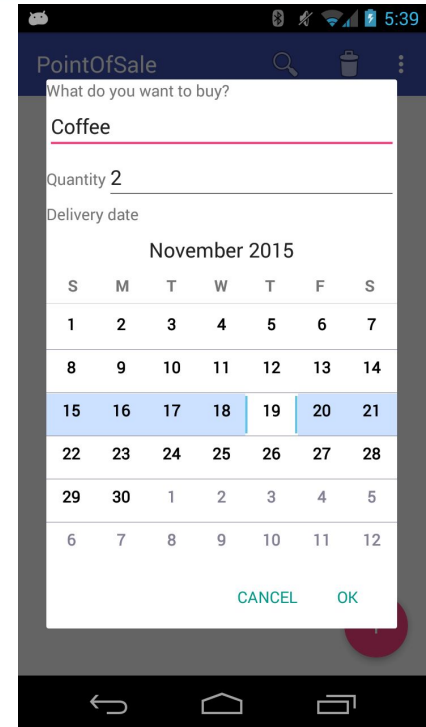 5:39
PointOfSale
What do you want to buy?
Coffee
Quantity 2
Delivery date
November 2015
S M T W T F S
1 2 3 4 5 6 7
8 9 10 11 12 13 14
15 16 17 18 19 20 21
22 23 24 25 26 27 28
29 30 1 2 3 4 5
6 7 8 9 10 11 12
CANCEL OK